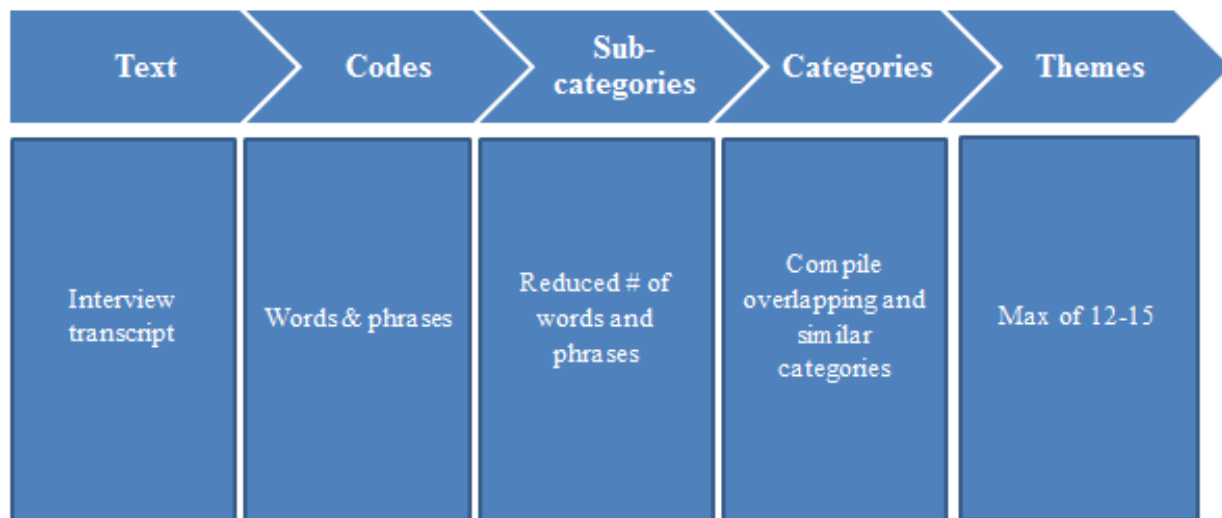 Text
Codes
Sub-
categories
Categories
Themes
Interview
transcript
Words & phrases
Reduced # of
words and
phrases
Compile
overlapping and
similar
categories
Max of 12-15